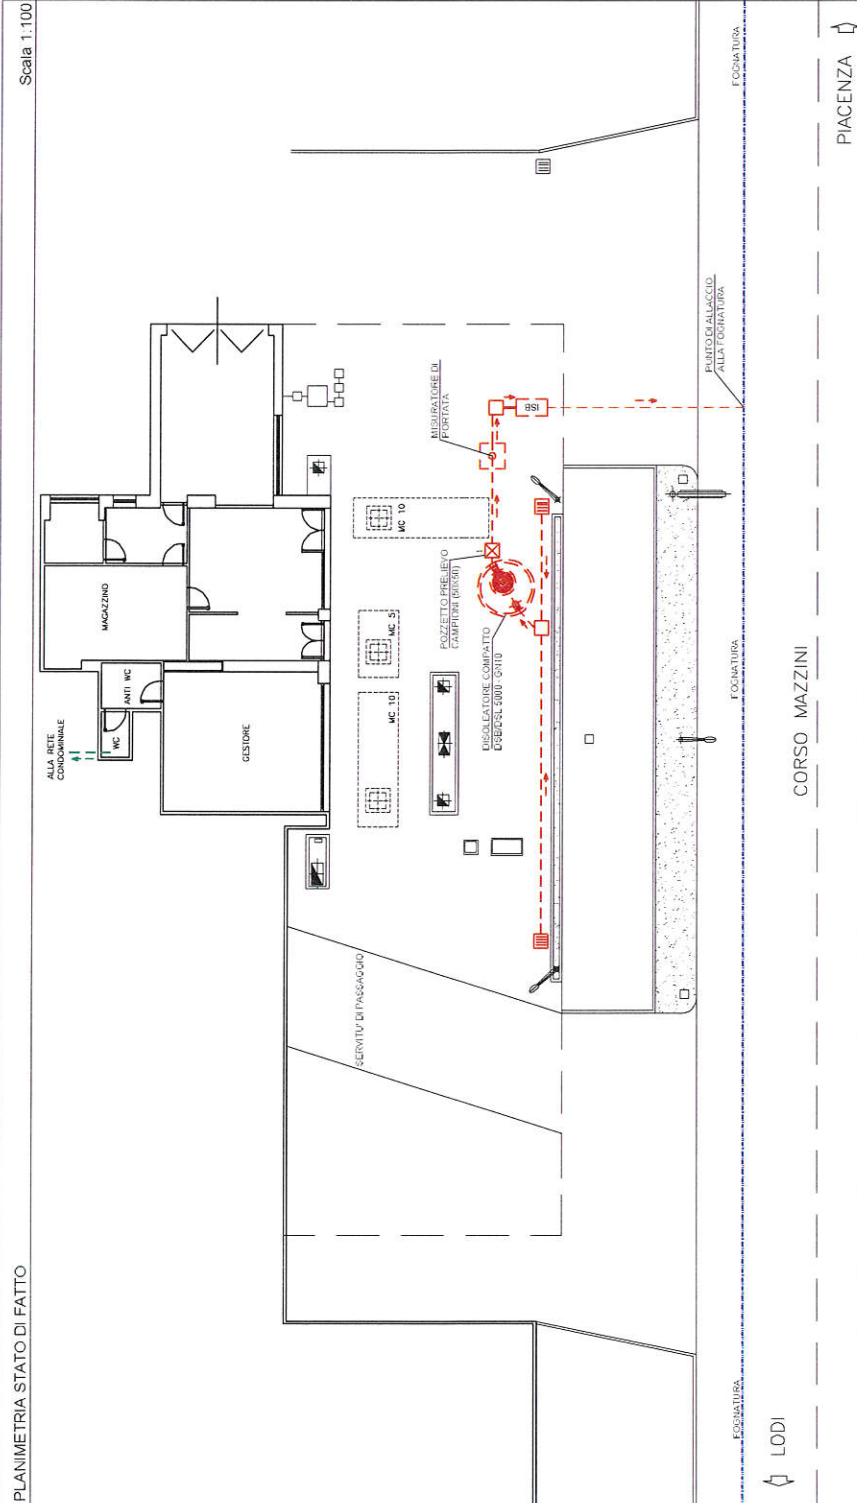 PLANIMETRIA STATO DI FATTO
Scala 1:100
ALLA RETE
CONDOMINIALE
WC
ANTI WC
MAGAZZINO
GESTORE
MC 10
MC 5
MC 10
SERVITU' DI PASSAGGIO
DISOLEATORE COMPATTO
DSB/DSL 5000 - GN10
POZZETTO PRELIEVO
CAMPIONI (50X50)
MISURATORE DI
PORTATA
ISB
PUNTO DI ALLACCIO
ALLA FOGNATURA
FOGNATURA
FOGNATURA
FOGNATURA
LODI
CORSO MAZZINI
PIACENZA